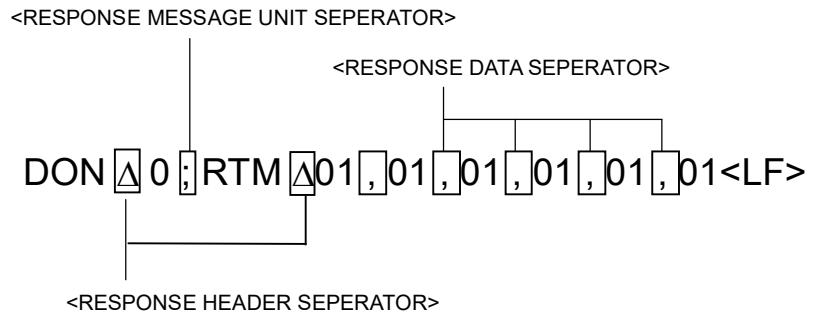 <RESPONSE MESSAGE UNIT SEPERATOR>
<RESPONSE DATA SEPERATOR>
DON Δ 0 ; RTM Δ01 , 01 , 01 , 01 , 01 , 01<LF>
<RESPONSE HEADER SEPERATOR>